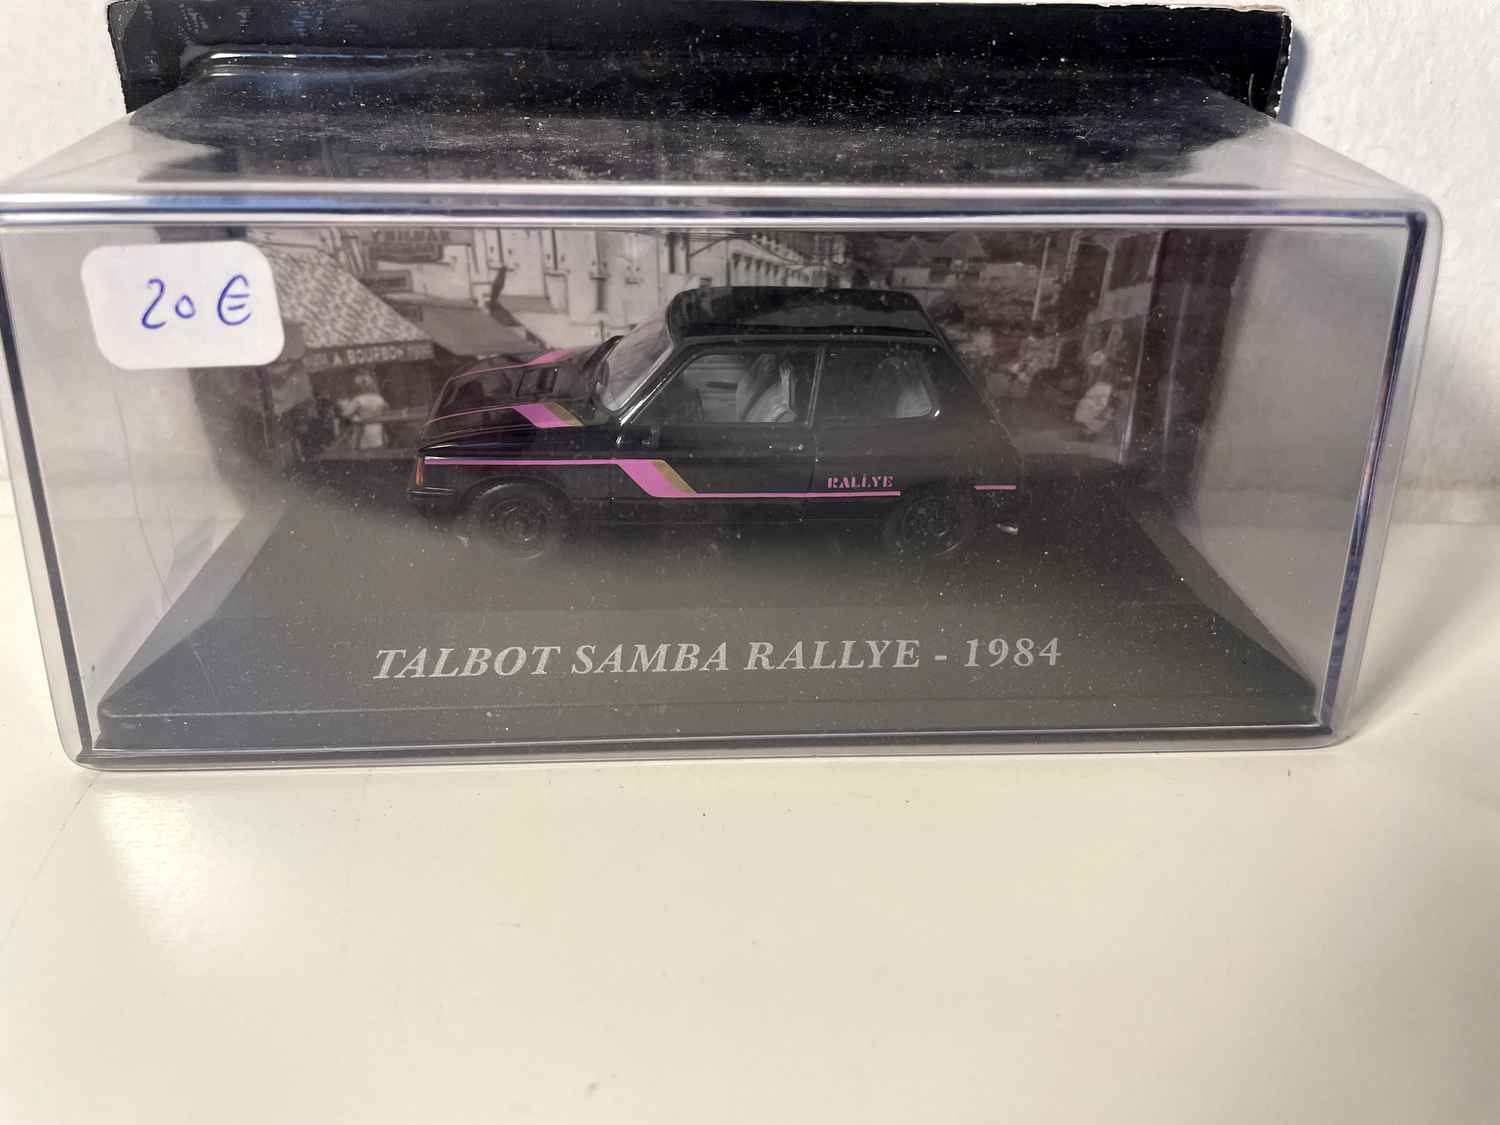 20 €
RALLYE
TALBOT SAMBA RALLYE - 1984